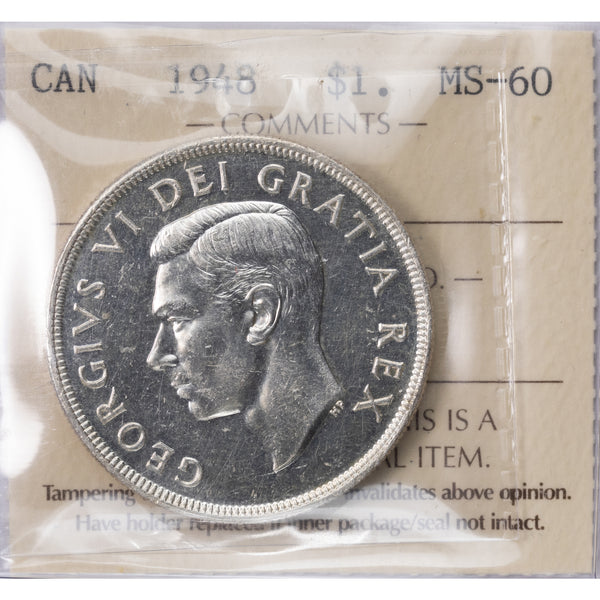 CAN 1948 $1. MS-60
— COMMENTS —
GEORGIVS VI DEI GRATIA REX
HP
IS IS A
ITEM.
Tampering invalidates above opinion.
Have holder replaced if inner package/seal not intact.